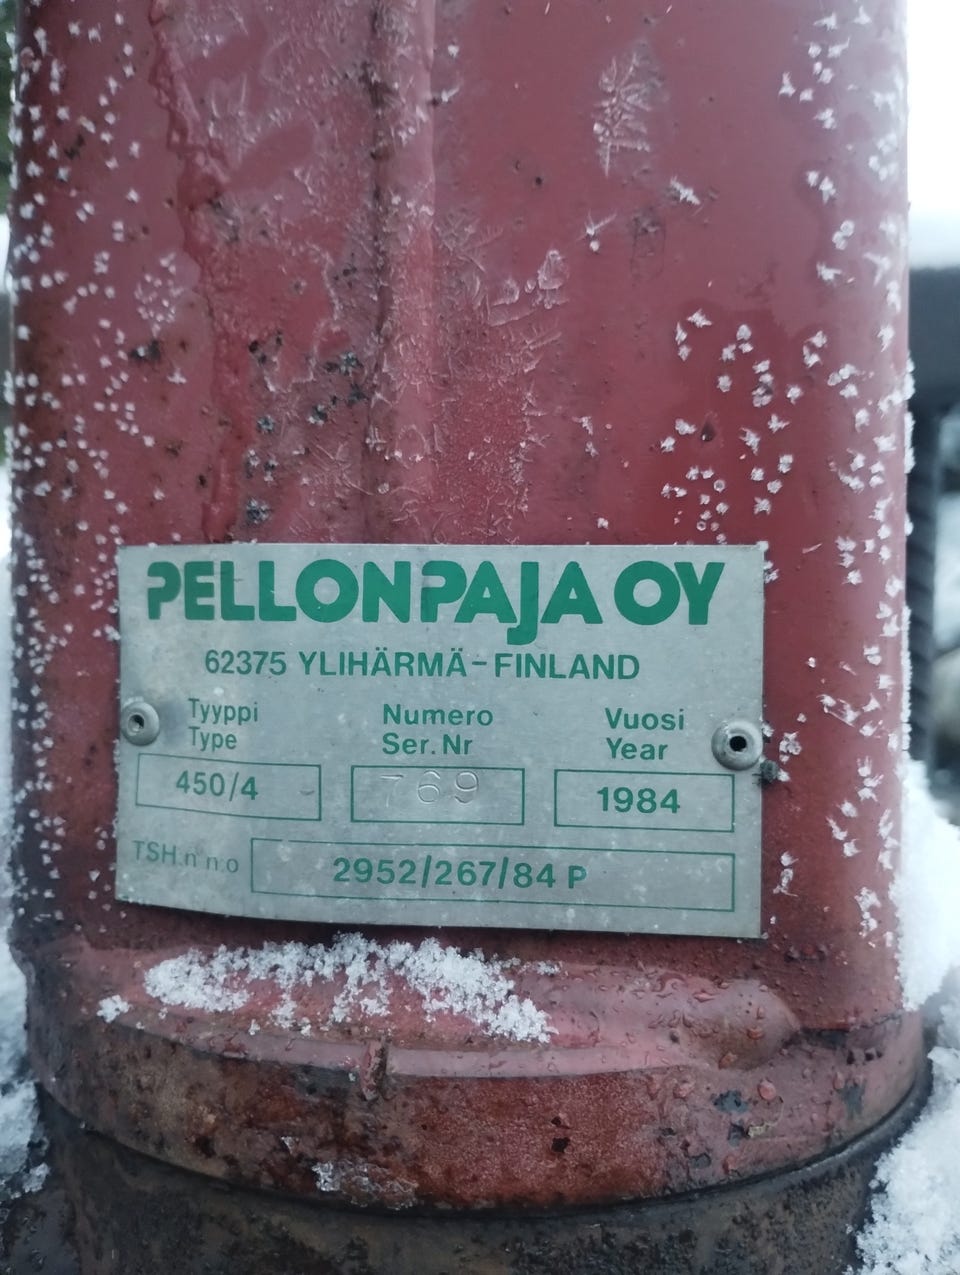 PELLONPAJA OY
62375 YLIHÄRMÄ-FINLAND
Tyyppi Numero Vuosi
Type Ser.Nr Year
450/4 769 1984
TSH.n n:o 2952/267/84 P